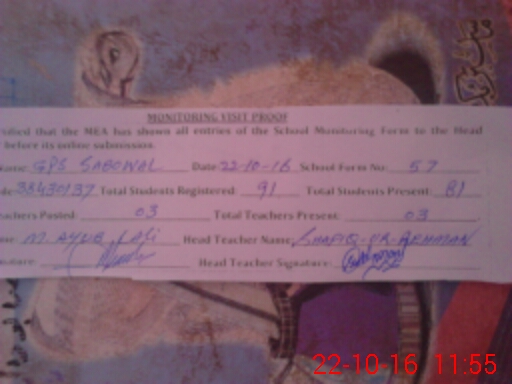 MONITORING VISIT PROOF
that the MEA has shown all entries of the School Monitoring Form to the Head
before its online submission.
GPS SABOWAL Date: 22-10-16 School Form No: 57
38430137 Total Students Registered: 91 Total Students Present: 81
Teachers Posted: 03 Total Teachers Present: 03
M. AYUB Head Teacher Name: SHAFIQ-UR-REHMAN
Head Teacher Signature:
22-10-16 11:55